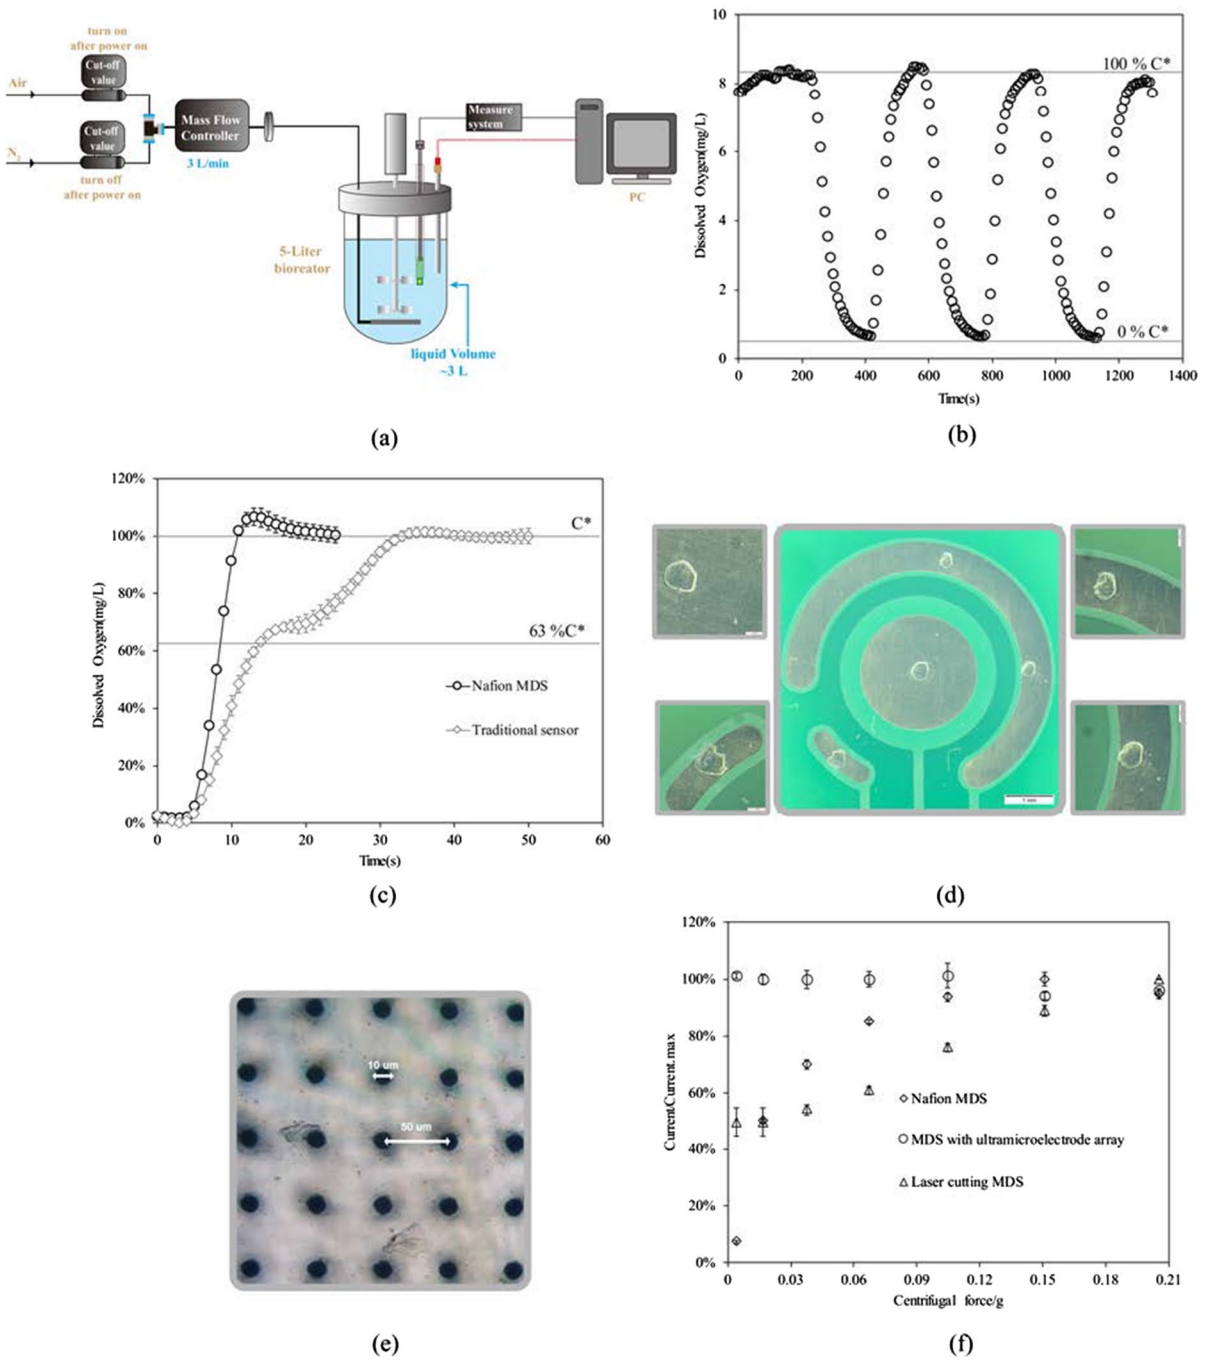 turn on
after power on
Cut-off
value
Air
Mass Flow
Controller
Cut-off
value
N2
3 L/min
turn off
after power on
Measure
system
PC
5-Liter
bioreator
liquid Volume
~3 L
(a)
10
8
6
4
2
0
Dissolved Oxygen(mg/L)
100 % C*
0 % C*
0 200 400 600 800 1000 1200 1400
Time(s)
(b)
120%
100%
80%
60%
40%
20%
0%
Dissolved Oxygen(mg/L)
C*
63 %C*
Nafion MDS
Traditional sensor
0 10 20 30 40 50 60
Time(s)
(c)
1 mm
(d)
10 um
50 um
(e)
120%
100%
80%
60%
40%
20%
0%
Current/Current.max
Nafion MDS
MDS with ultramicroelectrode array
Laser cutting MDS
0 0.03 0.06 0.09 0.12 0.15 0.18 0.21
Centrifugal force/g
(f)